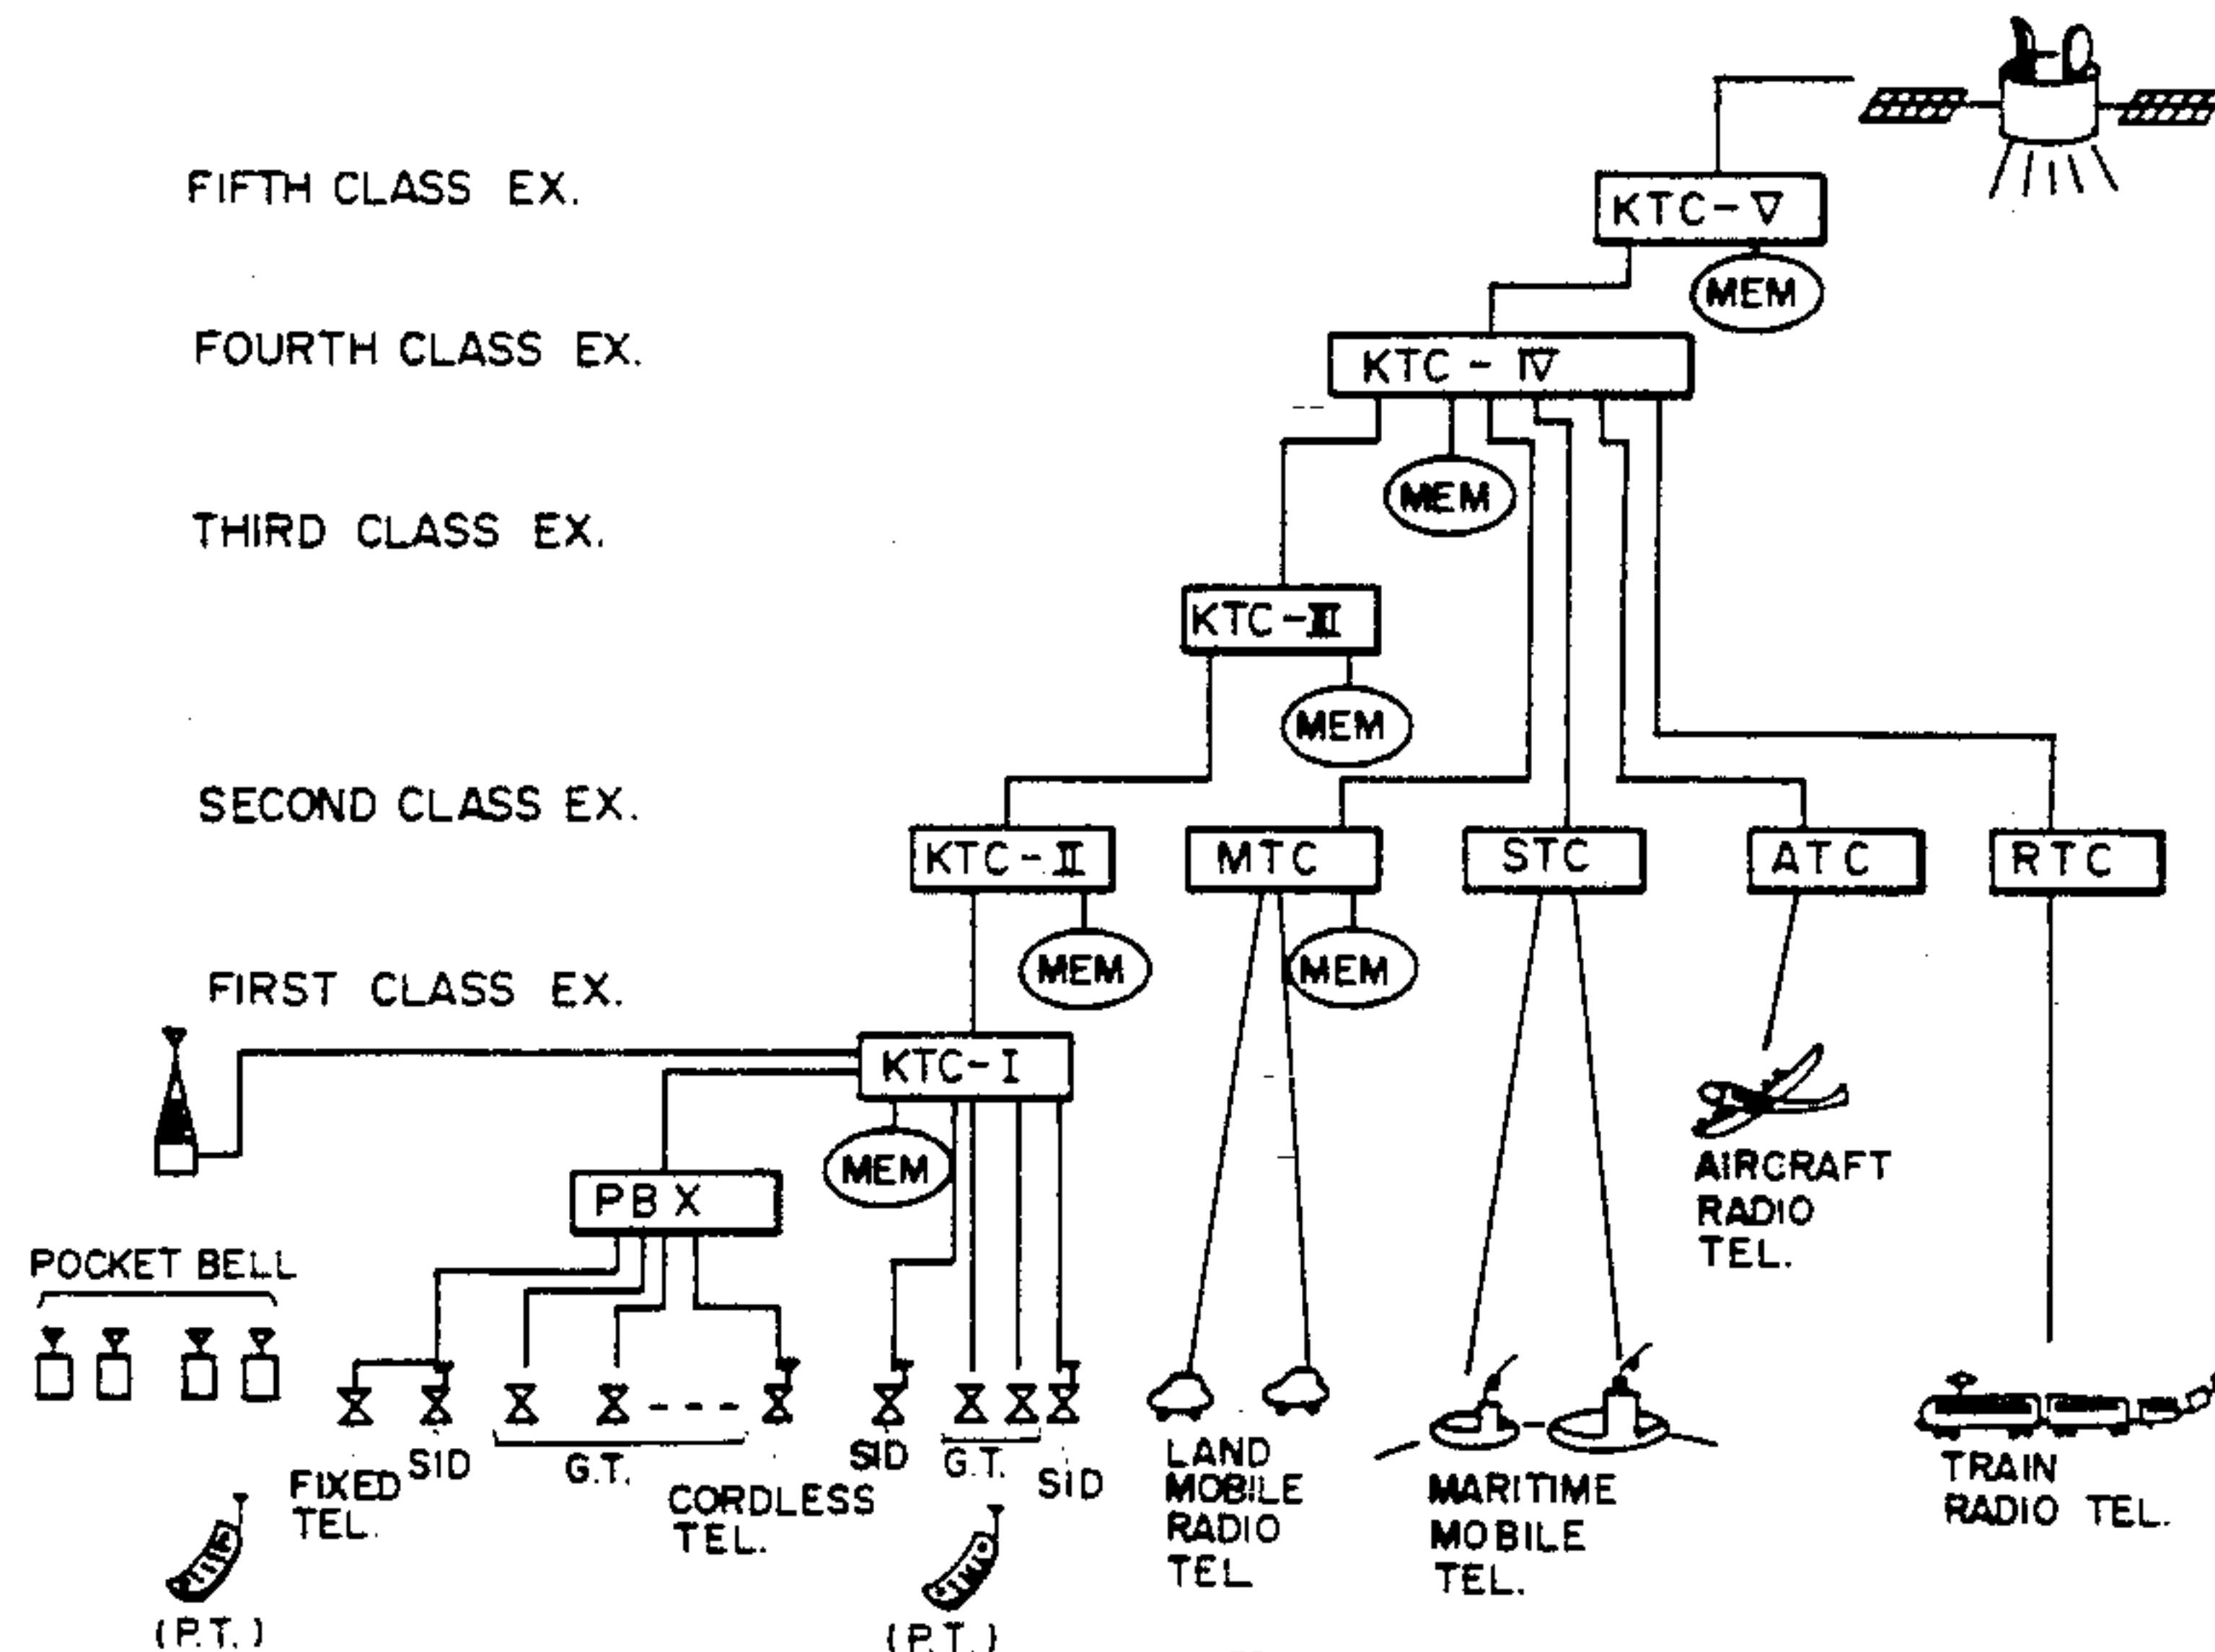 FIFTH CLASS EX.
KTC-V
MEM
FOURTH CLASS EX.
KTC-IV
MEM
THIRD CLASS EX.
KTC-III
MEM
SECOND CLASS EX.
KTC-II
MTC
STC
ATC
RTC
MEM
MEM
FIRST CLASS EX.
KTC-I
MEM
PBX
AIRCRAFT
RADIO
TEL.
POCKET BELL
FIXED
TEL.
SID
G.T.
CORDLESS
TEL.
SID
G.T.
SID
LAND
MOBILE
RADIO
TEL
MARITIME
MOBILE
TEL.
TRAIN
RADIO TEL.
(P.T.)
(P.T.)